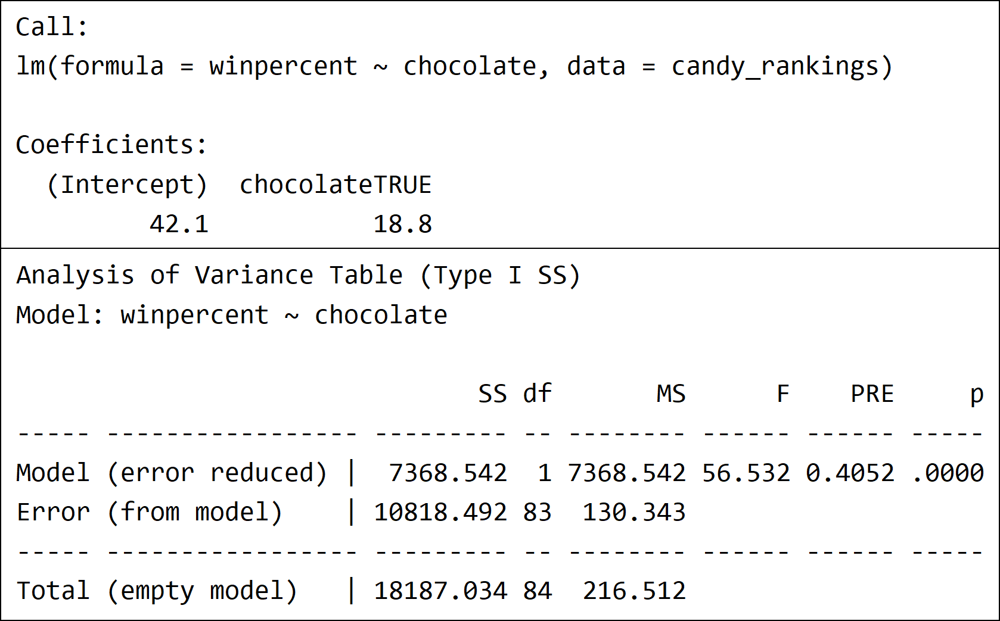 Call:
lm(formula = winpercent ~ chocolate, data = candy_rankings)
Coefficients:
(Intercept)  chocolateTRUE
42.1           18.8
Analysis of Variance Table (Type I SS)
Model: winpercent ~ chocolate
                               SS df       MS      F    PRE     p
----- ----------------- --------- -- -------- ------ ------ -----
Model (error reduced) |  7368.542  1 7368.542 56.532 0.4052 .0000
Error (from model)    | 10818.492 83  130.343
----- ----------------- --------- -- -------- ------ ------ -----
Total (empty model)   | 18187.034 84  216.512